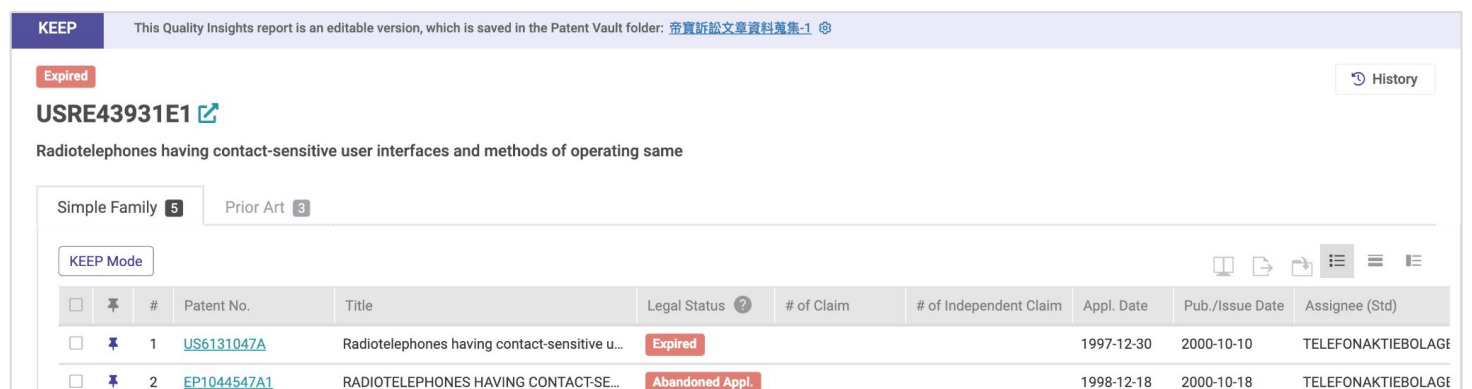 KEEP This Quality Insights report is an editable version, which is saved in the Patent Vault folder: 帝寶訴訟文章資料蒐集-1
Expired
History
USRE43931E1
Radiotelephones having contact-sensitive user interfaces and methods of operating same
Simple Family 5 Prior Art 3
KEEP Mode
# Patent No. Title Legal Status ? # of Claim # of Independent Claim Appl. Date Pub./Issue Date Assignee (Std)
1 US6131047A Radiotelephones having contact-sensitive u... Expired 1997-12-30 2000-10-10 TELEFONAKTIEBOLAGE
2 EP1044547A1 RADIOTELEPHONES HAVING CONTACT-SE... Abandoned Appl. 1998-12-18 2000-10-18 TELEFONAKTIEBOLAGE